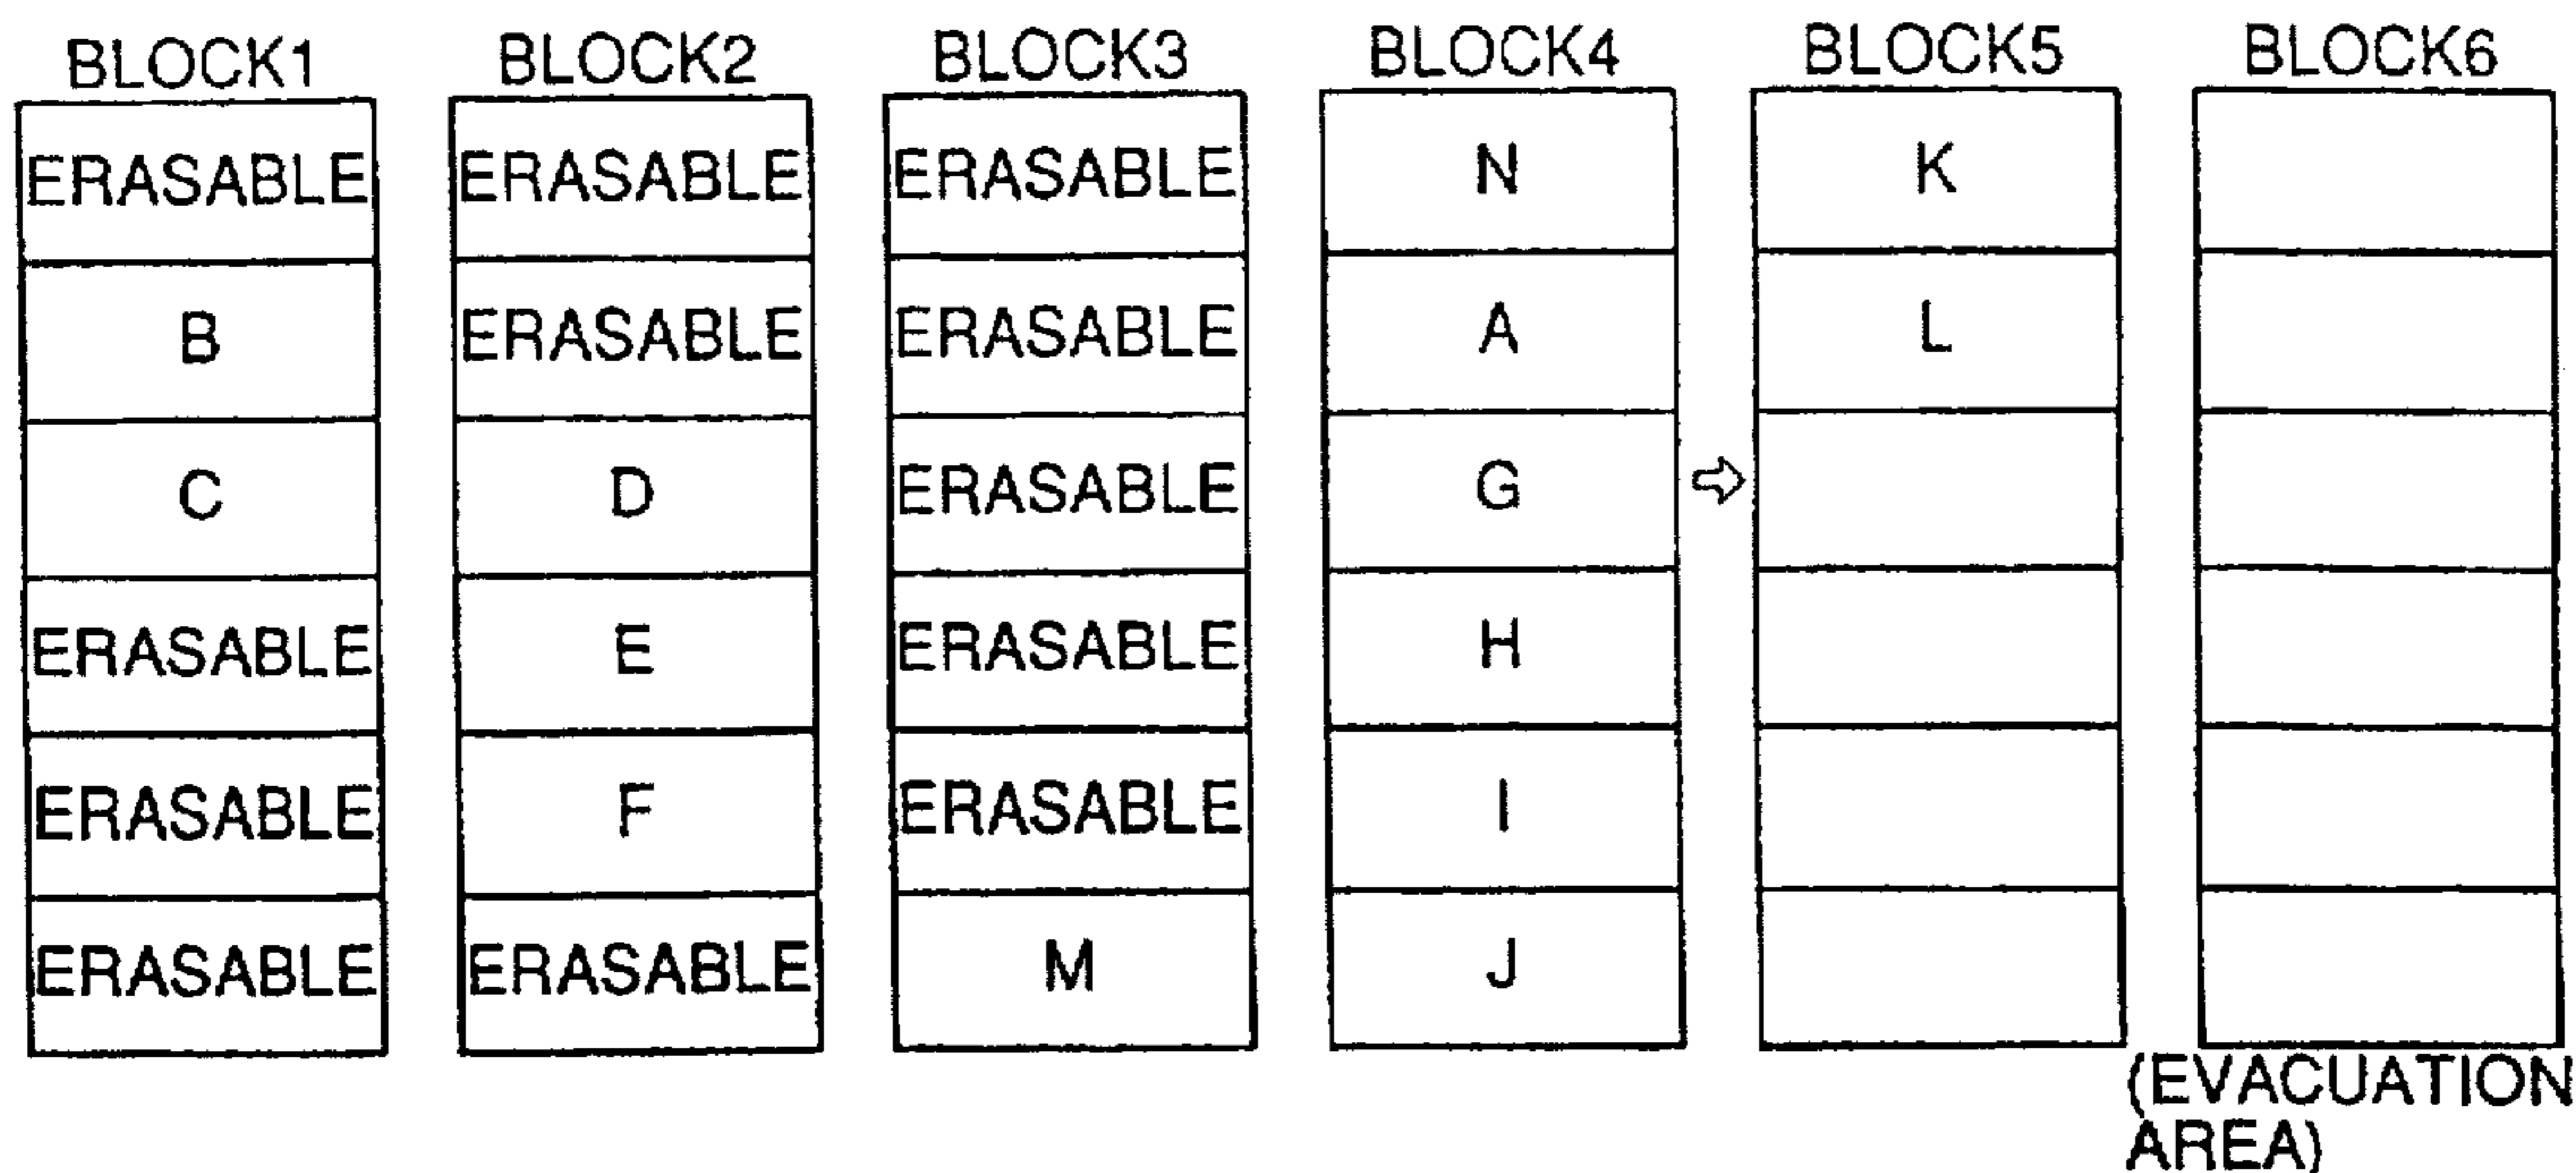 BLOCK1 BLOCK2 BLOCK3 BLOCK4 BLOCK5 BLOCK6
ERASABLE ERASABLE ERASABLE N K
B ERASABLE ERASABLE A L
C D ERASABLE G
ERASABLE E ERASABLE H
ERASABLE F ERASABLE I
ERASABLE ERASABLE M J
(EVACUATION
AREA)